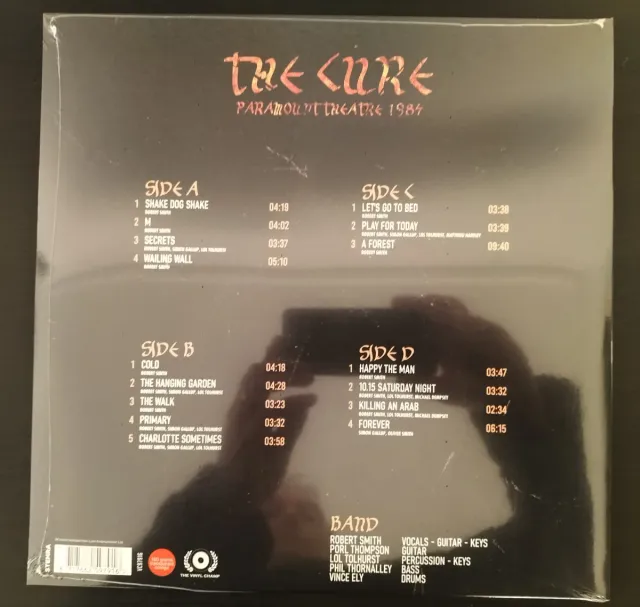 THE CURE
PARAMOUNT THEATRE 1984
SIDE A
1 SHAKE DOG SHAKE 04:19
ROBERT SMITH
2 M 04:02
ROBERT SMITH
3 SECRETS 03:37
ROBERT SMITH, SIMON GALLUP, LOL TOLHURST
4 WAILING WALL 05:10
ROBERT SMITH
SIDE B
1 COLD 04:18
ROBERT SMITH
2 THE HANGING GARDEN 04:28
ROBERT SMITH, SIMON GALLUP, LOL TOLHURST
3 THE WALK 03:23
ROBERT SMITH, LOL TOLHURST
4 PRIMARY 03:32
ROBERT SMITH, SIMON GALLUP, LOL TOLHURST
5 CHARLOTTE SOMETIMES 03:58
ROBERT SMITH, SIMON GALLUP, LOL TOLHURST
SIDE C
1 LET'S GO TO BED 03:38
ROBERT SMITH
2 PLAY FOR TODAY 03:39
ROBERT SMITH, SIMON GALLUP, LOL TOLHURST, MATTHIEU HARTLEY
3 A FOREST 09:40
ROBERT SMITH
SIDE D
1 HAPPY THE MAN 03:47
ROBERT SMITH
2 10.15 SATURDAY NIGHT 03:32
ROBERT SMITH, LOL TOLHURST, MICHAEL DEMPSEY
3 KILLING AN ARAB 02:34
ROBERT SMITH, LOL TOLHURST, MICHAEL DEMPSEY
4 FOREVER 06:15
SIMON GALLUP, SMITH
BAND
ROBERT SMITH VOCALS - GUITAR - KEYS
PORL THOMPSON GUITAR
LOL TOLHURST PERCUSSION - KEYS
PHIL THORNALLEY BASS
VINCE ELY DRUMS
THE VINYL CHAMP